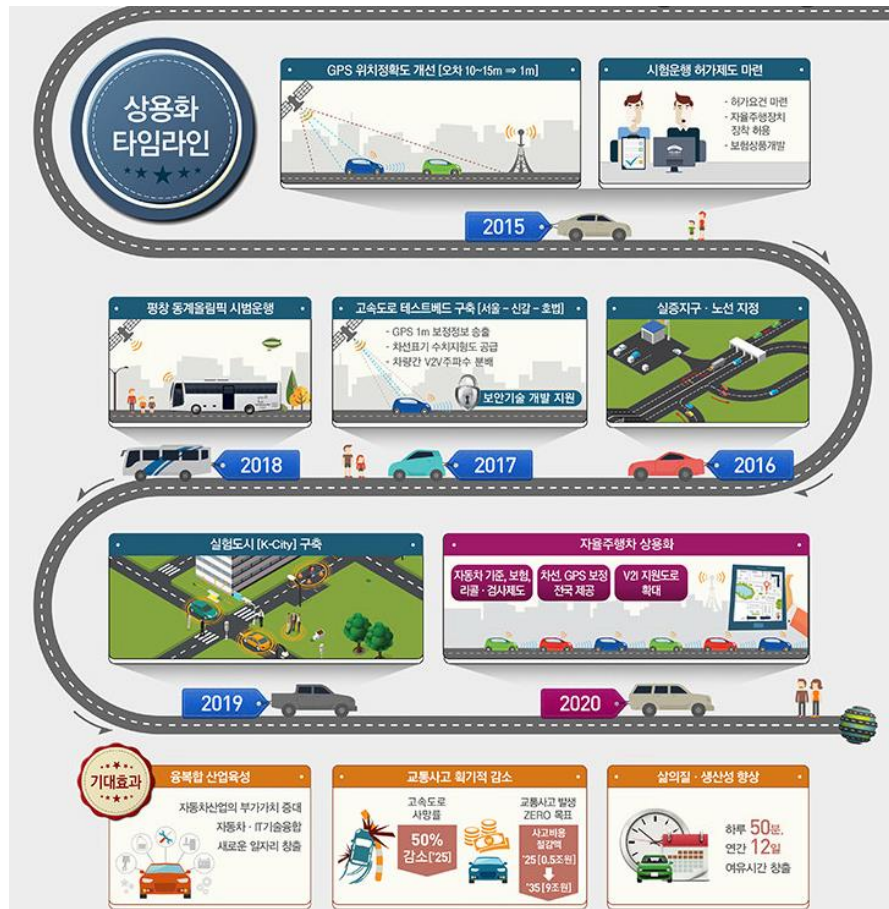 상용화
타임라인
GPS 위치정확도 개선 [오차 10~15m ⇒ 1m]
시험운행 허가제도 마련
- 허가요건 마련
- 자율주행장치
장착 허용
- 보험상품개발
2015
평창 동계올림픽 시범운행
고속도로 테스트베드 구축 [서울 – 신갈 – 호법]
- GPS 1m 보정정보 송출
- 차선표기 수치지형도 공급
- 차량간 V2V주파수 분배
보안기술 개발 지원
실증지구 · 노선 지정
2018
2017
2016
실험도시 [K-City] 구축
자율주행차 상용화
자동차 기준, 보험,
리콜 · 검사제도
차선, GPS 보정
전국 제공
V2I 지원도로
확대
2019
2020
기대효과
융복합 산업육성
자동차산업의 부가가치 증대
자동차 · IT기술융합
새로운 일자리 창출
교통사고 획기적 감소
고속도로
사망률
50%
감소['25]
교통사고 발생
ZERO 목표
사고비용
절감액
'25 [0.5조원]
'35 [9조원]
삶의질 · 생산성 향상
하루 50분,
연간 12일
여유시간 창출